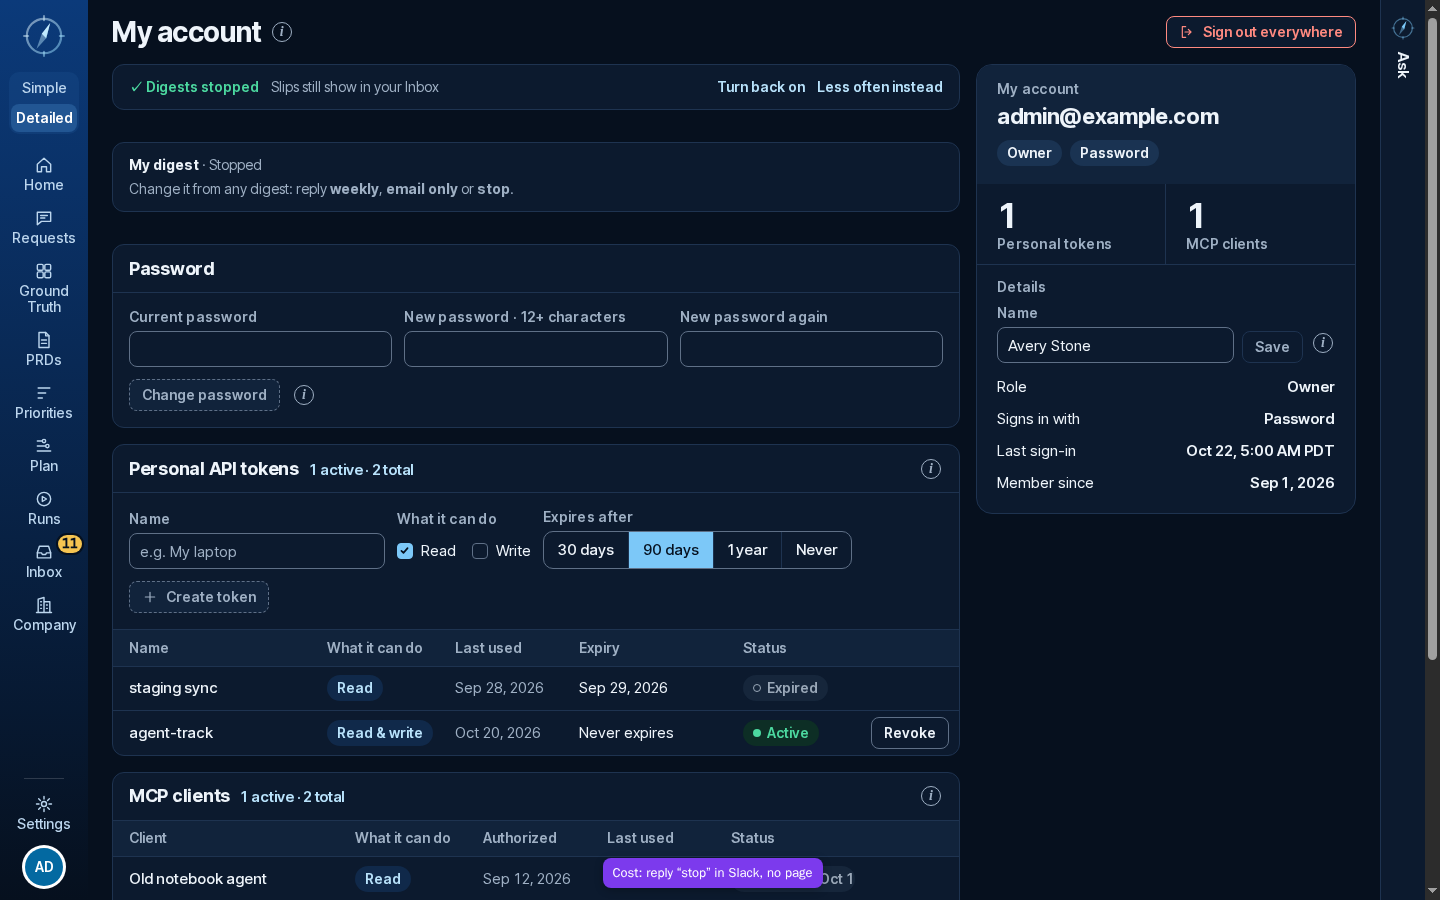 Simple
Detailed
Home
Requests
Ground
Truth
PRDs
Priorities
Plan
Runs
11
Inbox
Company
Settings
AD
My account i
Sign out everywhere
✓ Digests stopped Slips still show in your Inbox Turn back on Less often instead
My digest · Stopped
Change it from any digest: reply weekly, email only or stop.
Password
Current password New password · 12+ characters New password again
Change password i
Personal API tokens 1 active · 2 total i
Name What it can do Expires after
e.g. My laptop Read Write 30 days 90 days 1 year Never
+ Create token
Name What it can do Last used Expiry Status
staging sync Read Sep 28, 2026 Sep 29, 2026 Expired
agent-track Read & write Oct 20, 2026 Never expires Active Revoke
MCP clients 1 active · 2 total i
Client What it can do Authorized Last used Status
Old notebook agent Read Sep 12, 2026 Oct 1
Cost: reply “stop” in Slack, no page
My account
admin@example.com
Owner Password
1 1
Personal tokens MCP clients
Details
Name
Avery Stone Save i
Role Owner
Signs in with Password
Last sign-in Oct 22, 5:00 AM PDT
Member since Sep 1, 2026
Ask